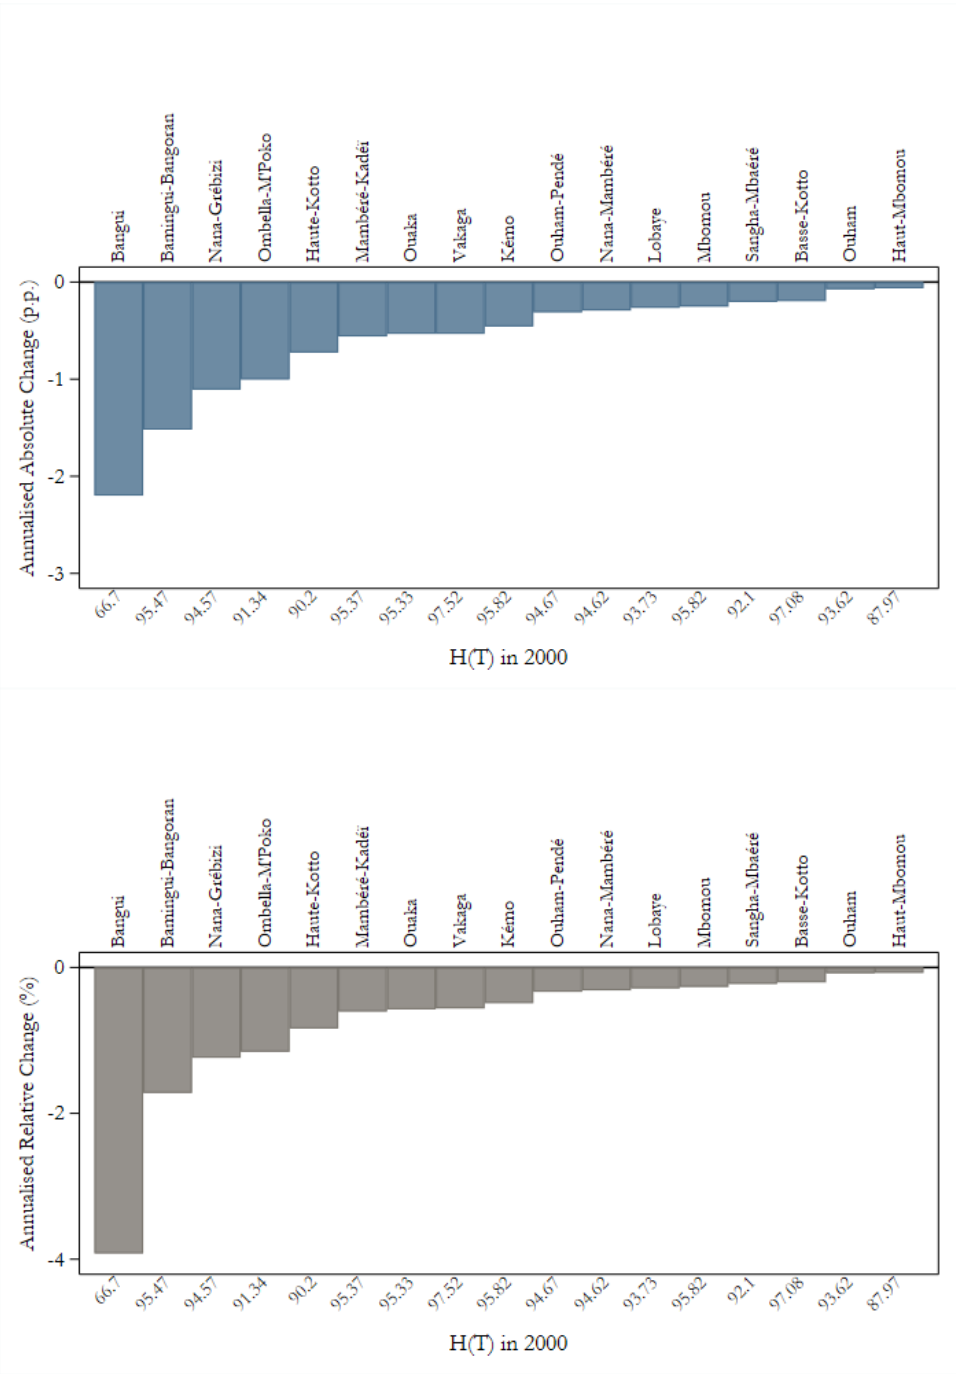 Bangui
Bamingui-Bangoran
Nana-Grébizi
Ombella-M'Poko
Haute-Kotto
Mambéré-Kadéï
Ouaka
Vakaga
Kémo
Ouham-Pendé
Nana-Mambéré
Lobaye
Mbomou
Sangha-Mbaéré
Basse-Kotto
Ouham
Haut-Mbomou
Annualised Absolute Change (p.p.)
0
-1
-2
-3
66.7
95.47
94.57
91.34
90.2
95.37
95.33
97.52
95.82
94.67
94.62
93.73
95.82
92.1
97.08
93.62
87.97
H(T) in 2000
Bangui
Bamingui-Bangoran
Nana-Grébizi
Ombella-M'Poko
Haute-Kotto
Mambéré-Kadéï
Ouaka
Vakaga
Kémo
Ouham-Pendé
Nana-Mambéré
Lobaye
Mbomou
Sangha-Mbaéré
Basse-Kotto
Ouham
Haut-Mbomou
Annualised Relative Change (%)
0
-2
-4
66.7
95.47
94.57
91.34
90.2
95.37
95.33
97.52
95.82
94.67
94.62
93.73
95.82
92.1
97.08
93.62
87.97
H(T) in 2000